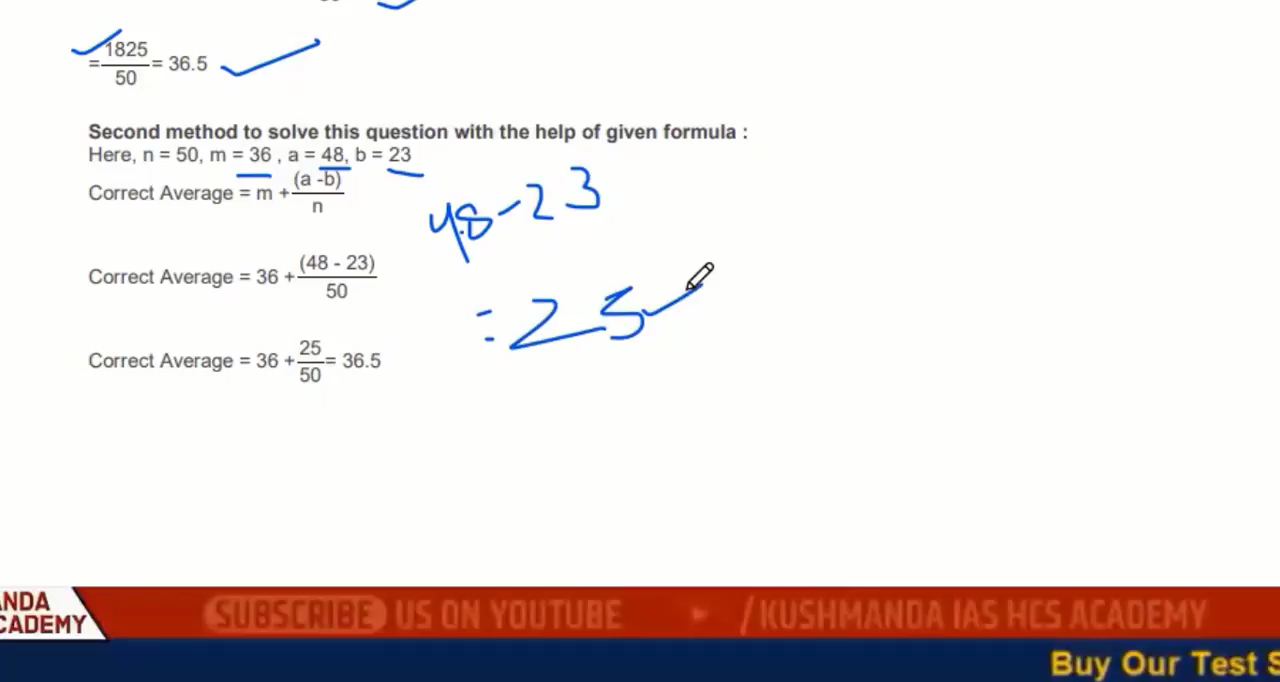 = 1825/50 = 36.5
Second method to solve this question with the help of given formula :
Here, n = 50, m = 36 , a = 48, b = 23
Correct Average = m + (a -b)/n
48-23
Correct Average = 36 + (48 - 23)/50
= 25
Correct Average = 36 + 25/50 = 36.5
NDA
CADEMY
SUBSCRIBE US ON YOUTUBE /KUSHMANDA IAS HCS ACADEMY
Buy Our Test S